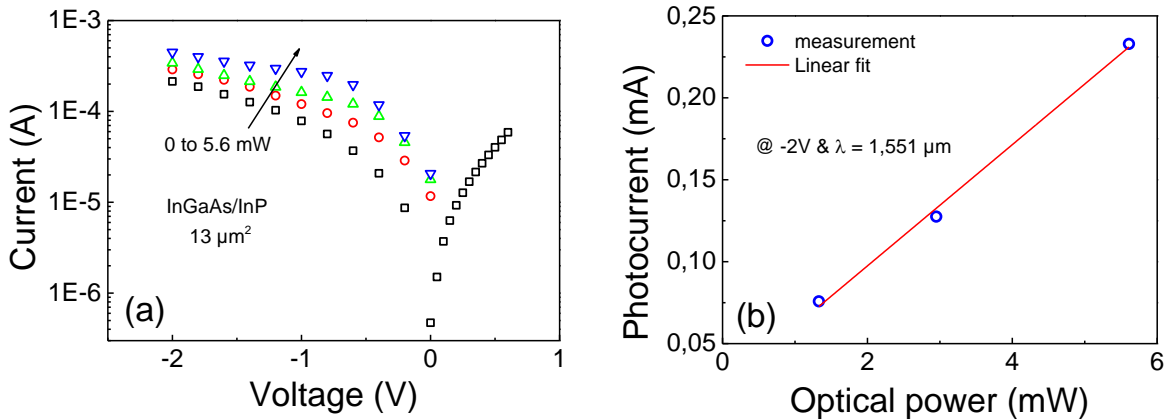 1E-3
1E-4
1E-5
1E-6
Current (A)
0 to 5.6 mW
InGaAs/InP
13 µm²
(a)
-2 -1 0 1
Voltage (V)
0,25
0,20
0,15
0,10
0,05
0,00
Photocurrent (mA)
measurement
Linear fit
@ -2V & λ = 1,551 µm
(b)
0 2 4 6
Optical power (mW)